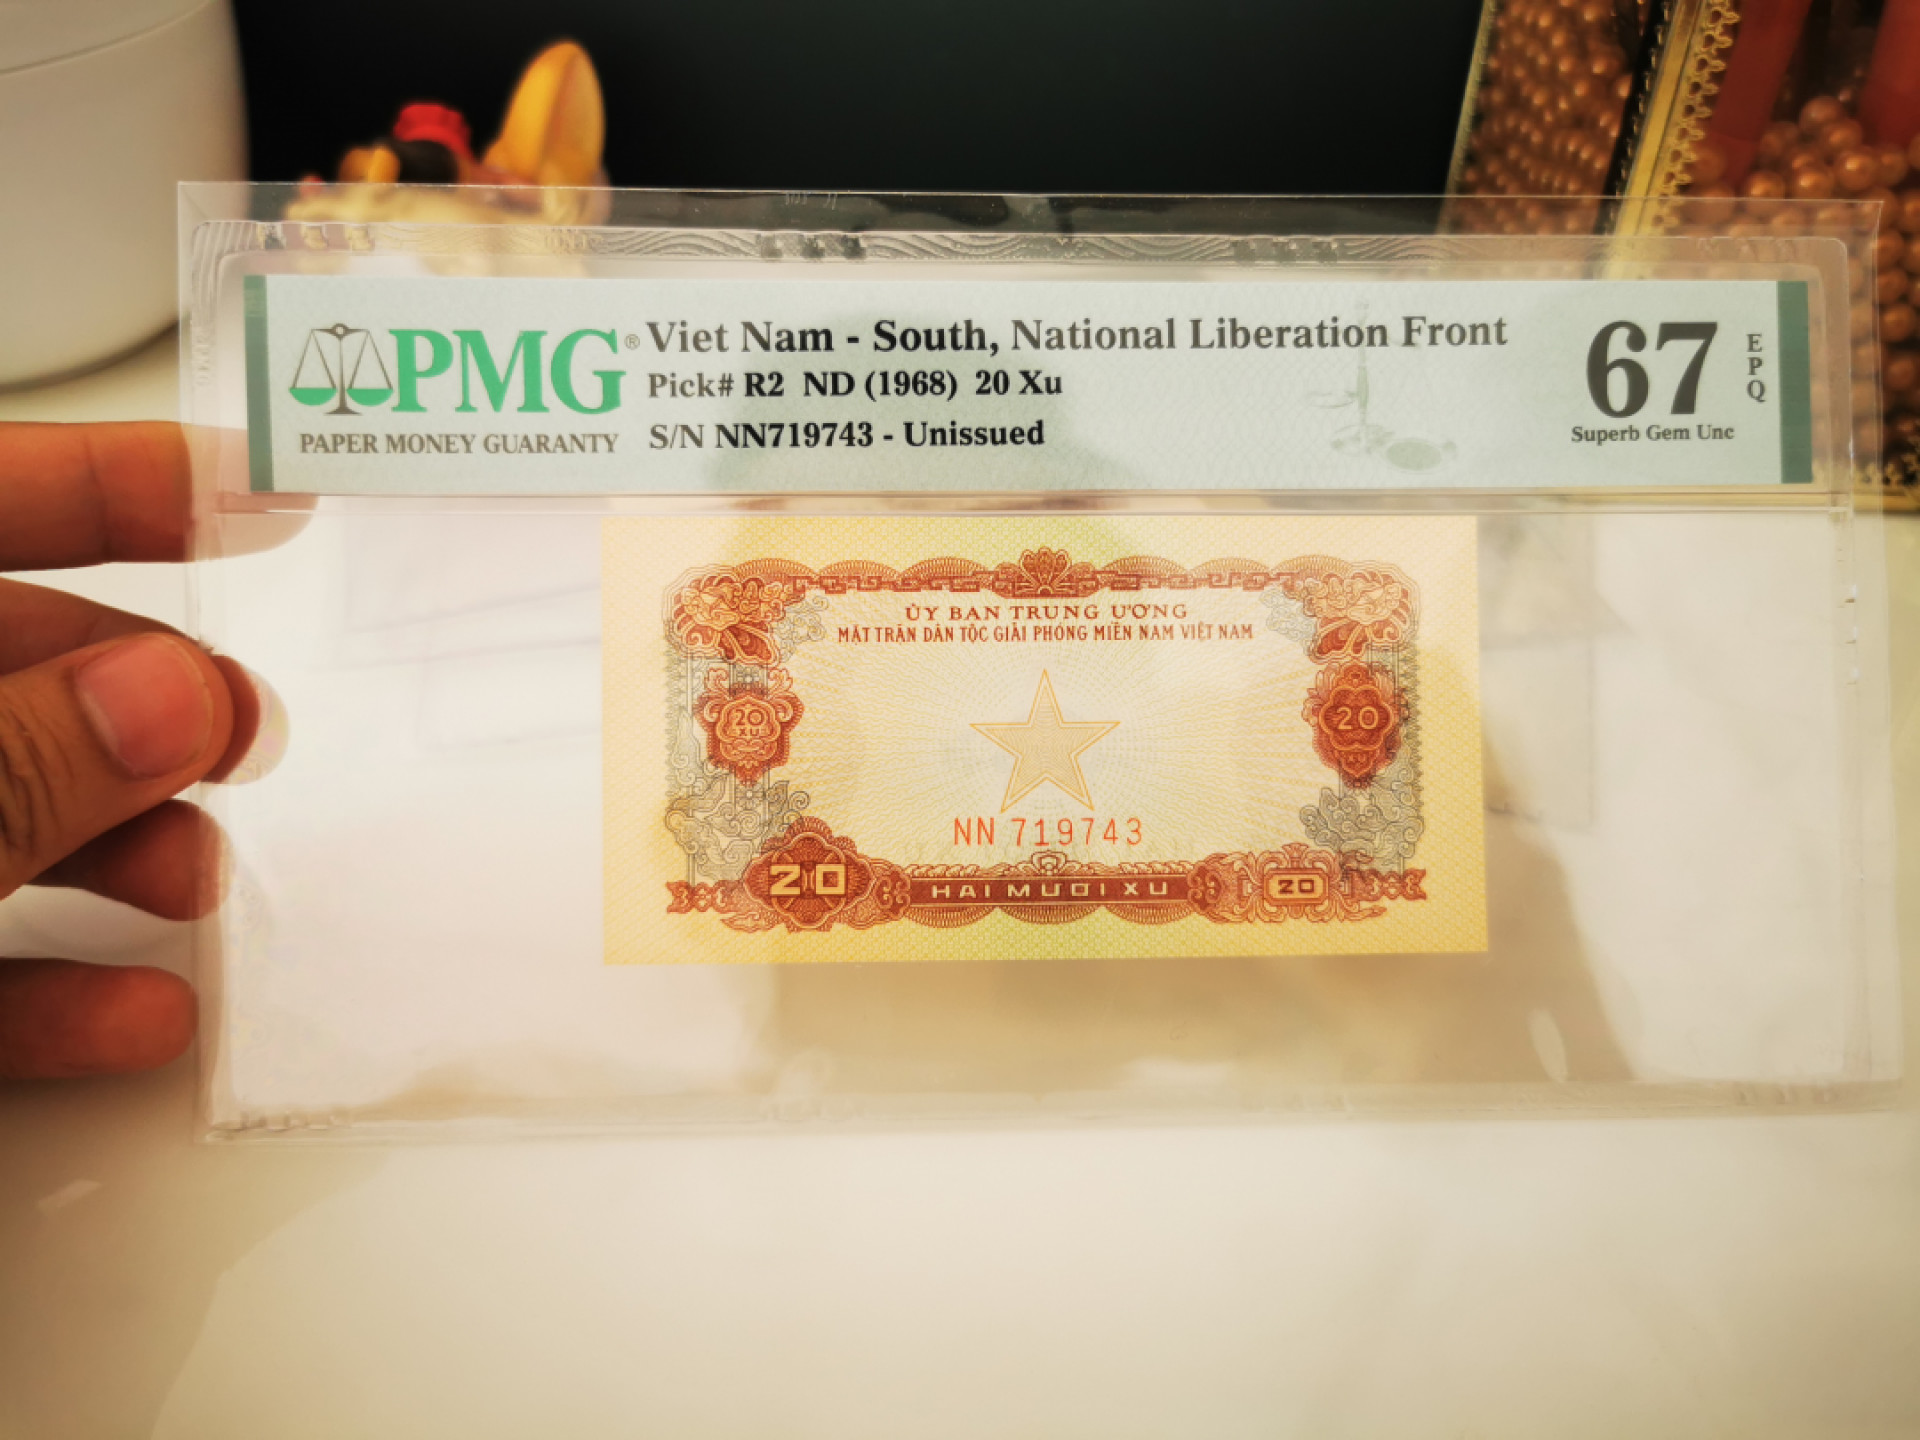 PMG®
PAPER MONEY GUARANTY
Viet Nam - South, National Liberation Front
Pick# R2 ND (1968) 20 Xu
S/N NN719743 - Unissued
67
EPQ
Superb Gem Unc
ỦY BAN TRUNG ƯƠNG
MẶT TRẬN DÂN TỘC GIẢI PHÓNG MIỀN NAM VIỆT NAM
20
XU
20
XU
NN 719743
20
HAI MƯƠI XU
20